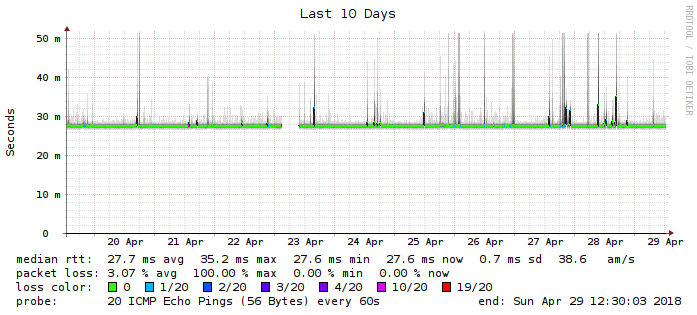 Last 10 Days
RRDTOOL / TOBI OETIKER
Seconds
50 m
40 m
30 m
20 m
10 m
0
20 Apr 21 Apr 22 Apr 23 Apr 24 Apr 25 Apr 26 Apr 27 Apr 28 Apr 29 Apr
median rtt: 27.7 ms avg 35.2 ms max 27.6 ms min 27.6 ms now 0.7 ms sd 38.6 am/s
packet loss: 3.07 % avg 100.00 % max 0.00 % min 0.00 % now
loss color: 0 1/20 2/20 3/20 4/20 10/20 19/20
probe: 20 ICMP Echo Pings (56 Bytes) every 60s end: Sun Apr 29 12:30:03 2018